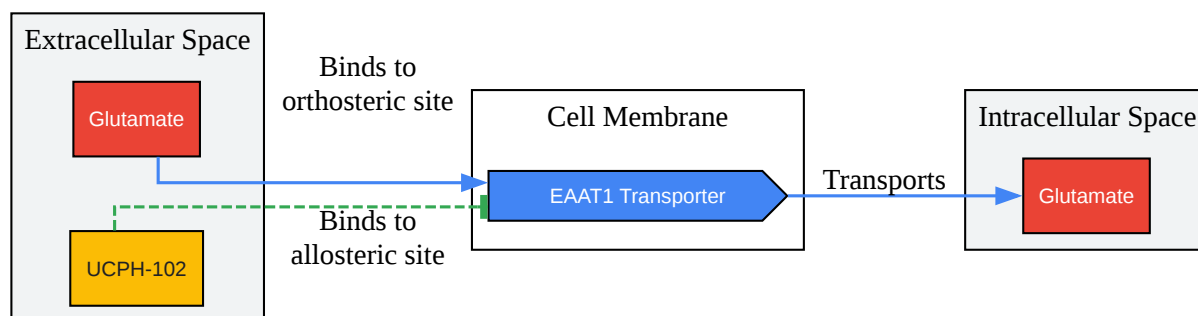 Extracellular Space
Glutamate
UCPH-102
Binds to
orthosteric site
Binds to
allosteric site
Cell Membrane
EAAT1 Transporter
Transports
Intracellular Space
Glutamate